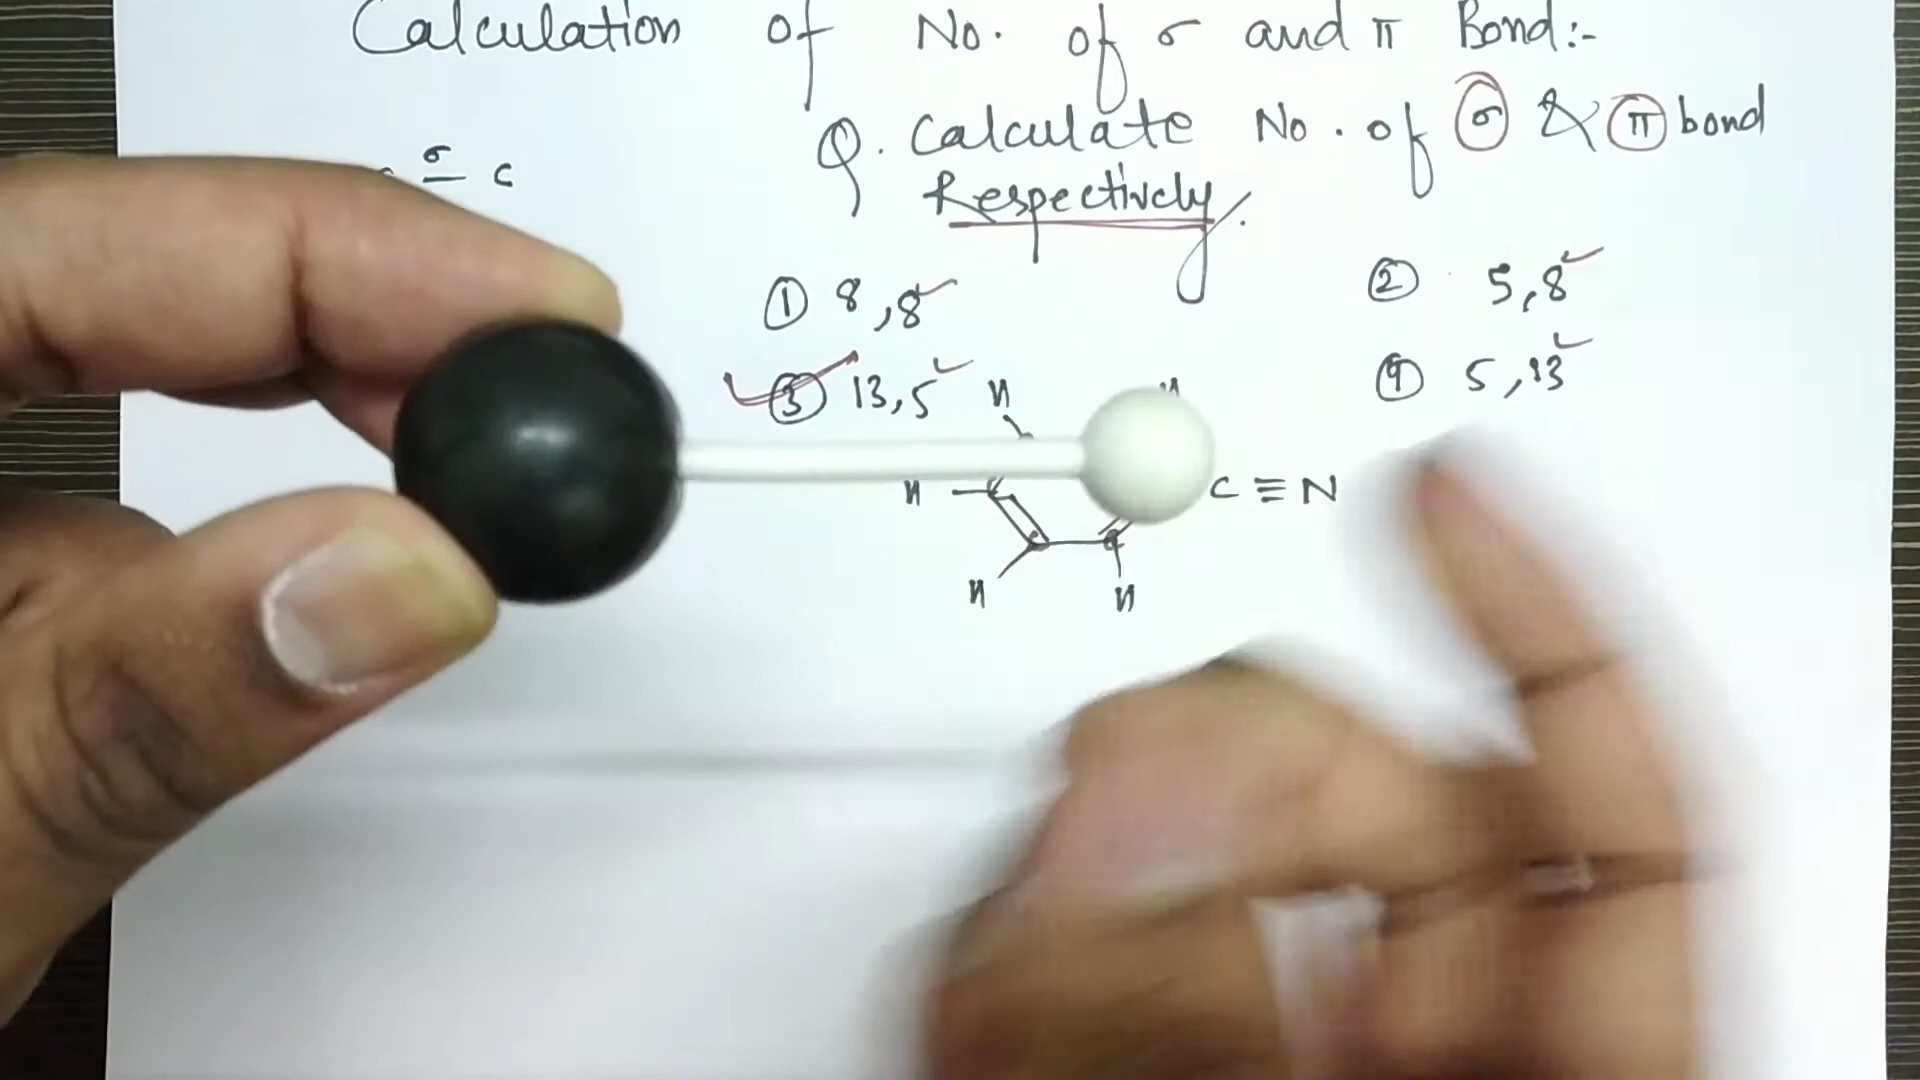 Calculation of No. of σ and π Bond:-
Q. Calculate No. of σ & π bond
Respectively.
σ
— c
① 8,8
② 5,8
③ 13,5
④ 5,13
H
H
H
C ≡ N
H
H